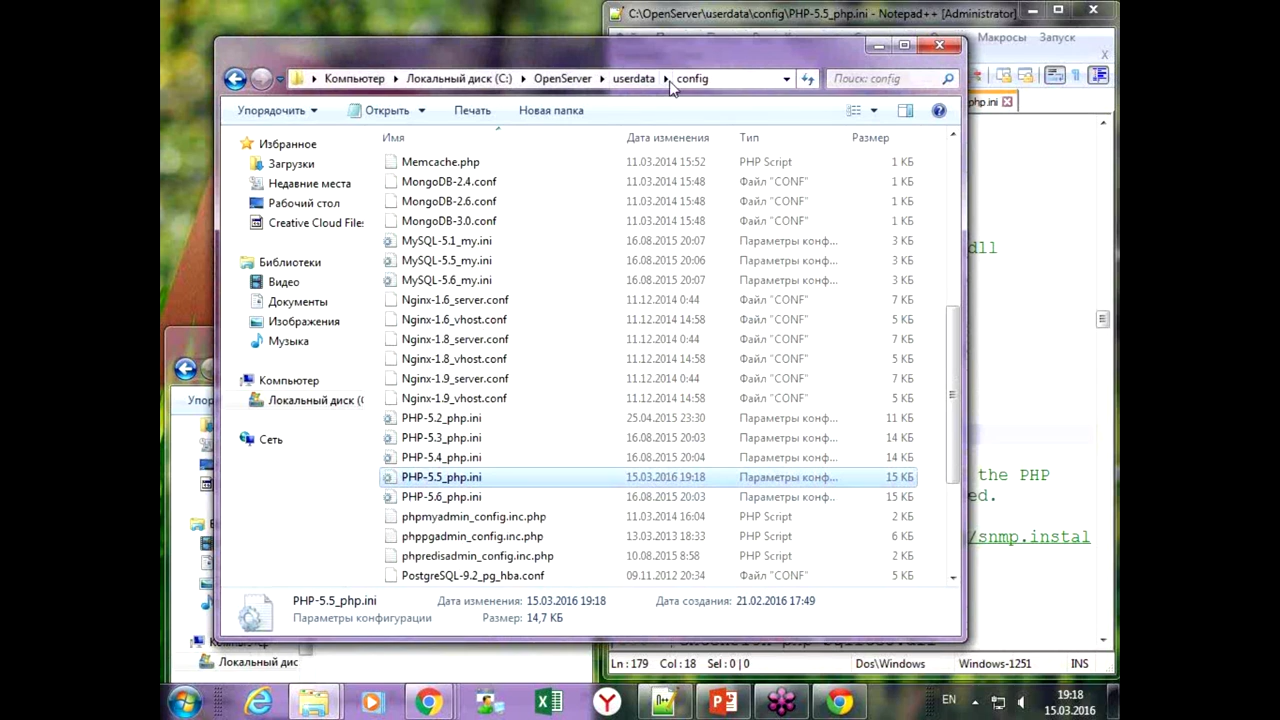 C:\OpenServer\userdata\config\PHP-5.5_php.ini - Notepad++ [Administrator]
Макросы Запуск
X
Компьютер Локальный диск (C:) OpenServer userdata config
Поиск: config
php.ini
Упорядочить Открыть Печать Новая папка
Имя Дата изменения Тип Размер
Избранное
Загрузки
Недавние места
Рабочий стол
Creative Cloud Files
Библиотеки
Видео
Документы
Изображения
Музыка
Компьютер
Локальный диск (
Сеть
Memcache.php 11.03.2014 15:52 PHP Script 1 КБ
MongoDB-2.4.conf 11.03.2014 15:48 Файл "CONF" 1 КБ
MongoDB-2.6.conf 11.03.2014 15:48 Файл "CONF" 1 КБ
MongoDB-3.0.conf 11.03.2014 15:48 Файл "CONF" 1 КБ
MySQL-5.1_my.ini 16.08.2015 20:07 Параметры конф... 3 КБ
MySQL-5.5_my.ini 16.08.2015 20:06 Параметры конф... 3 КБ
MySQL-5.6_my.ini 16.08.2015 20:07 Параметры конф... 3 КБ
Nginx-1.6_server.conf 11.12.2014 0:44 Файл "CONF" 7 КБ
Nginx-1.6_vhost.conf 11.12.2014 14:58 Файл "CONF" 5 КБ
Nginx-1.8_server.conf 11.12.2014 0:44 Файл "CONF" 7 КБ
Nginx-1.8_vhost.conf 11.12.2014 14:58 Файл "CONF" 5 КБ
Nginx-1.9_server.conf 11.12.2014 0:44 Файл "CONF" 7 КБ
Nginx-1.9_vhost.conf 11.12.2014 14:58 Файл "CONF" 5 КБ
PHP-5.2_php.ini 25.04.2015 23:30 Параметры конф... 11 КБ
PHP-5.3_php.ini 16.08.2015 20:03 Параметры конф... 14 КБ
PHP-5.4_php.ini 16.08.2015 20:04 Параметры конф... 14 КБ
PHP-5.5_php.ini 15.03.2016 19:18 Параметры конф... 15 КБ
PHP-5.6_php.ini 16.08.2015 20:03 Параметры конф... 15 КБ
phpmyadmin_config.inc.php 11.03.2014 16:04 PHP Script 2 КБ
phppgadmin_config.inc.php 13.03.2013 18:33 PHP Script 6 КБ
phpredisadmin_config.inc.php 10.08.2015 8:58 PHP Script 2 КБ
PostgreSQL-9.2_pg_hba.conf 09.11.2012 20:34 Файл "CONF" 5 КБ
PHP-5.5_php.ini Дата изменения: 15.03.2016 19:18 Дата создания: 21.02.2016 17:49
Параметры конфигурации Размер: 14,7 КБ
dll
the PHP
ed.
/snmp.instal
Упор
Локальный дис
Ln : 179 Col : 18 Sel : 0 | 0 Dos\Windows Windows-1251 INS
EN
19:18
15.03.2016